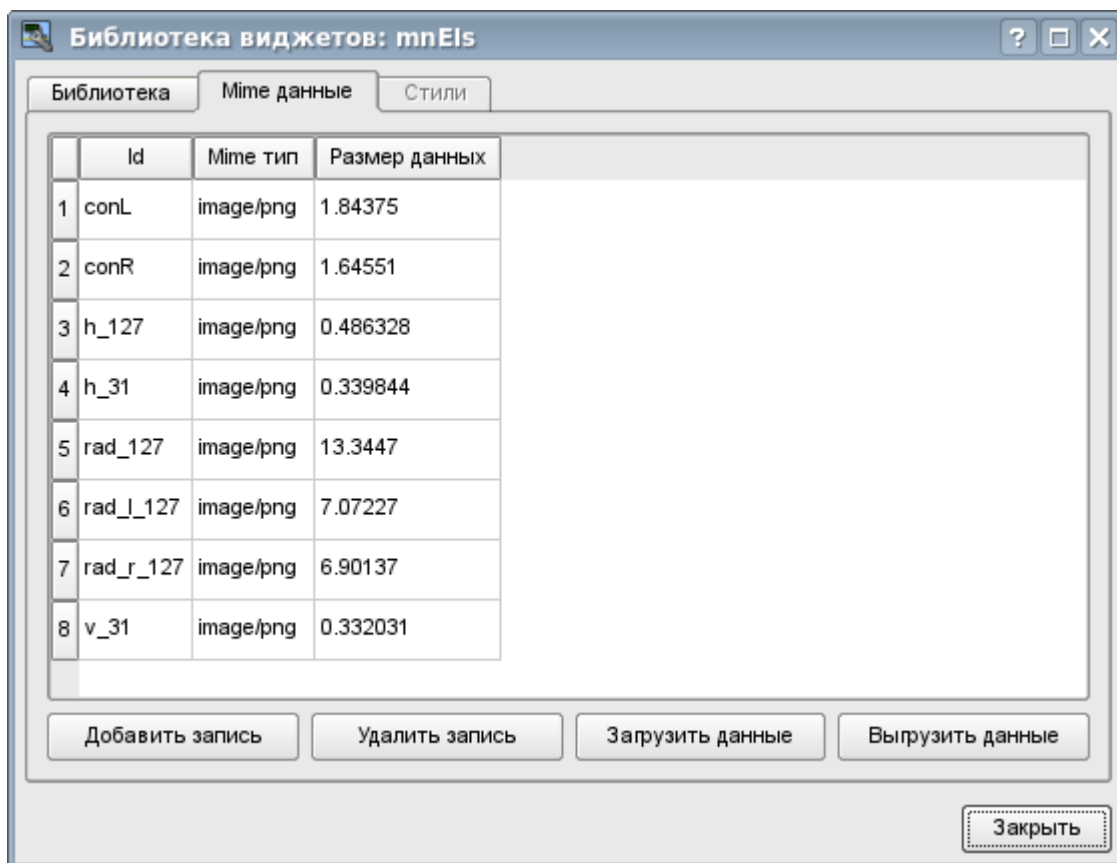 Библиотека виджетов: mnEls
Библиотека Mime данные Стили
Id Mime тип Размер данных
1 conL image/png 1.84375
2 conR image/png 1.64551
3 h_127 image/png 0.486328
4 h_31 image/png 0.339844
5 rad_127 image/png 13.3447
6 rad_l_127 image/png 7.07227
7 rad_r_127 image/png 6.90137
8 v_31 image/png 0.332031
Добавить запись Удалить запись Загрузить данные Выгрузить данные
Закрыть